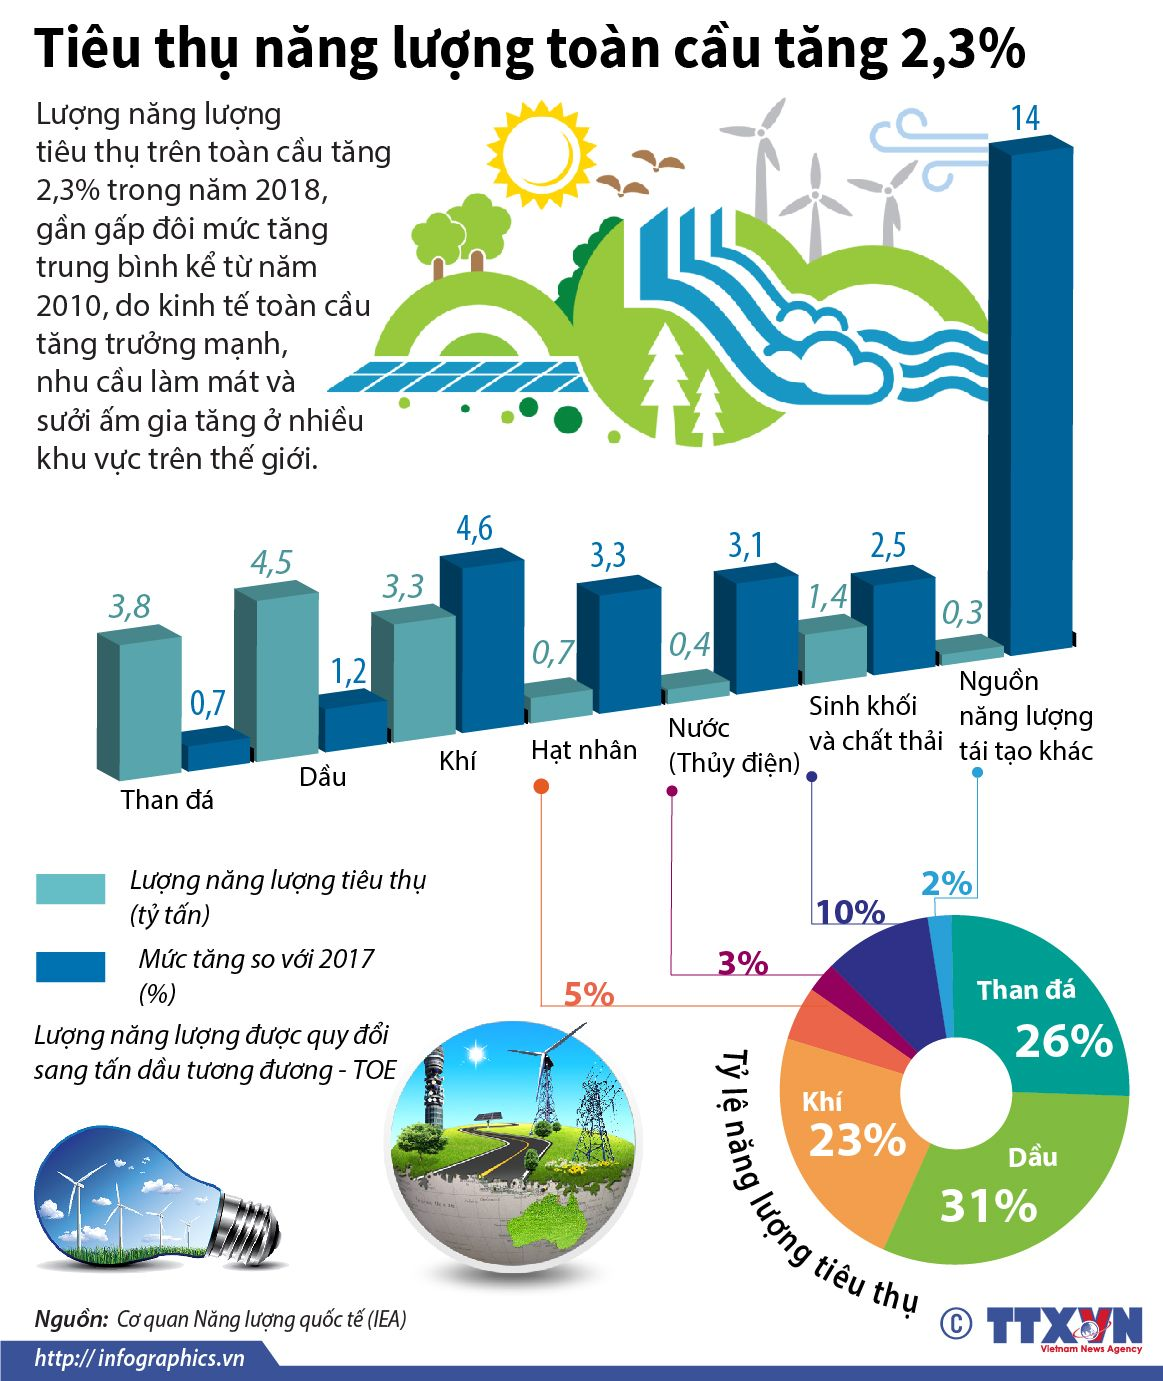 Tiêu thụ năng lượng toàn cầu tăng 2,3%
Lượng năng lượng
tiêu thụ trên toàn cầu tăng
2,3% trong năm 2018,
gần gấp đôi mức tăng
trung bình kể từ năm
2010, do kinh tế toàn cầu
tăng trưởng mạnh,
nhu cầu làm mát và
sưởi ấm gia tăng ở nhiều
khu vực trên thế giới.
3,8
0,7
Than đá
4,5
1,2
Dầu
3,3
4,6
Khí
0,7
3,3
Hạt nhân
0,4
3,1
Nước
(Thủy điện)
1,4
2,5
Sinh khối
và chất thải
0,3
14
Nguồn
năng lượng
tái tạo khác
Lượng năng lượng tiêu thụ
(tỷ tấn)
Mức tăng so với 2017
(%)
Lượng năng lượng được quy đổi
sang tấn dầu tương đương - TOE
5%
3%
10%
2%
Than đá
26%
Dầu
31%
Khí
23%
Tỷ lệ năng lượng tiêu thụ
Nguồn: Cơ quan Năng lượng quốc tế (IEA)
http:// infographics.vn
© TTXVN
Vietnam News Agency